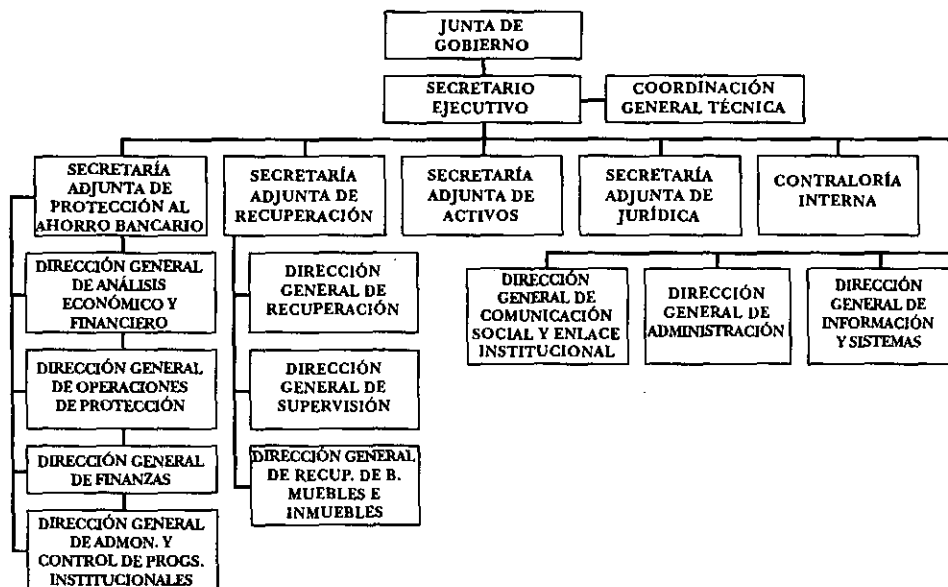 JUNTA DE
GOBIERNO
SECRETARIO
EJECUTIVO
COORDINACIÓN
GENERAL TÉCNICA
SECRETARÍA
ADJUNTA DE
PROTECCIÓN AL
AHORRO BANCARIO
SECRETARÍA
ADJUNTA DE
RECUPERACIÓN
SECRETARÍA
ADJUNTA DE
ACTIVOS
SECRETARÍA
ADJUNTA DE
JURÍDICA
CONTRALORÍA
INTERNA
DIRECCIÓN GENERAL
DE ANÁLISIS
ECONÓMICO Y
FINANCIERO
DIRECCIÓN
GENERAL DE
RECUPERACIÓN
DIRECCIÓN
GENERAL DE
COMUNICACIÓN
SOCIAL Y ENLACE
INSTITUCIONAL
DIRECCIÓN
GENERAL DE
ADMINISTRACIÓN
DIRECCIÓN
GENERAL DE
INFORMACIÓN
Y SISTEMAS
DIRECCIÓN GENERAL
DE OPERACIONES
DE PROTECCIÓN
DIRECCIÓN
GENERAL DE
SUPERVISIÓN
DIRECCIÓN GENERAL
DE FINANZAS
DIRECCIÓN GENERAL
DE RECUP. DE B.
MUEBLES E
INMUEBLES
DIRECCIÓN GENERAL
DE ADMON. Y
CONTROL DE PROGS.
INSTITUCIONALES